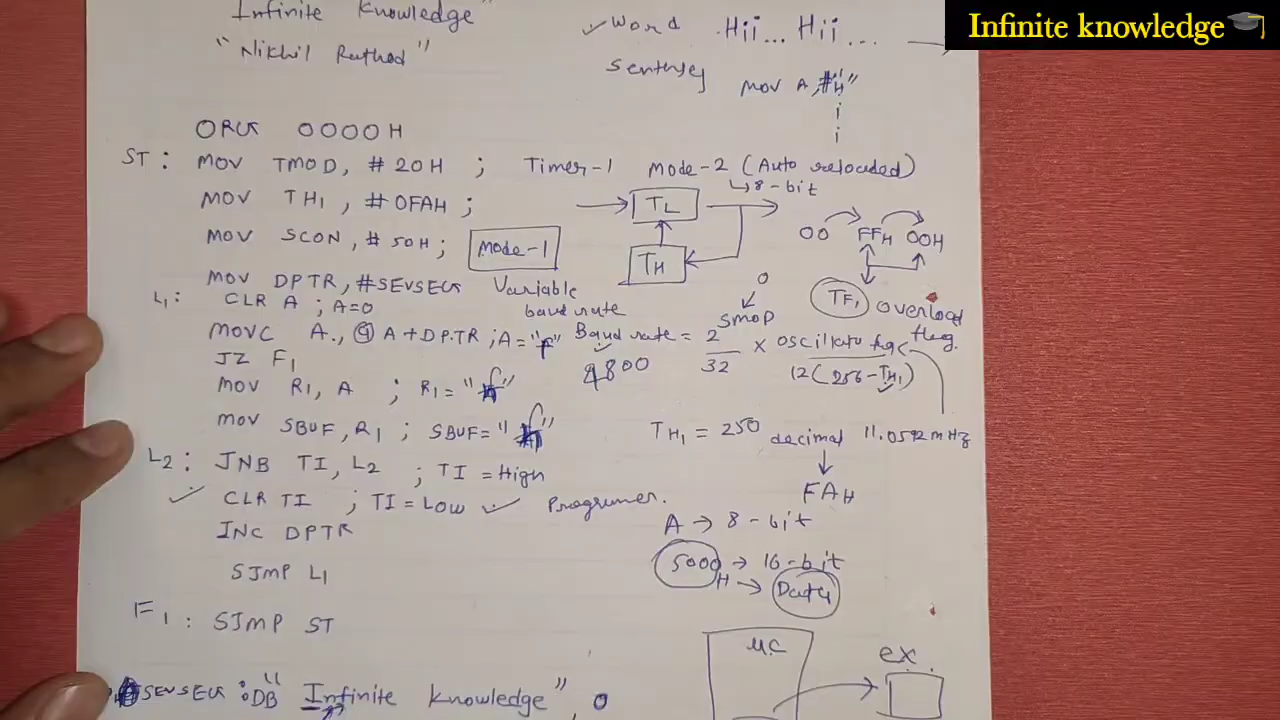 Infinite Knowledge"
"Nikhil Rathod"
✓ Word Hii... Hii...
Sentensy
MOV A, #"H"
i
i
Infinite knowledge
ORG 0000H
ST: MOV TMOD, #20H ; Timer-1 Mode-2 (Auto reloaded)
↳ 8-bit
MOV TH1, #0FAH ;
MOV SCON, #50H ; Mode-1
TL
TH
00 FFH 00H
TF1 overload flag.
MOV DPTR, #SEVSEG Variable baud rate
L1: CLR A ; A=0
MOVC A, @A+DPTR ; A="f"
Baud rate = 2 SMOD 0 / 32 × oscillato fqc / 12(256-TH1)
4800
JZ F1
MOV R1, A ; R1="f"
MOV SBUF, R1 ; SBUF="f"
TH1 = 250 decimal 11.0592 mHz
FAH
L2: JNB TI, L2 ; TI=High
✓ CLR TI ; TI=Low ✓ Programer.
A → 8-bit
INC DPTR
5000H → 16-bit
→ Data
SJMP L1
F1: SJMP ST
MC
ex.
SEVSEG: DB "Infinite Knowledge", 0